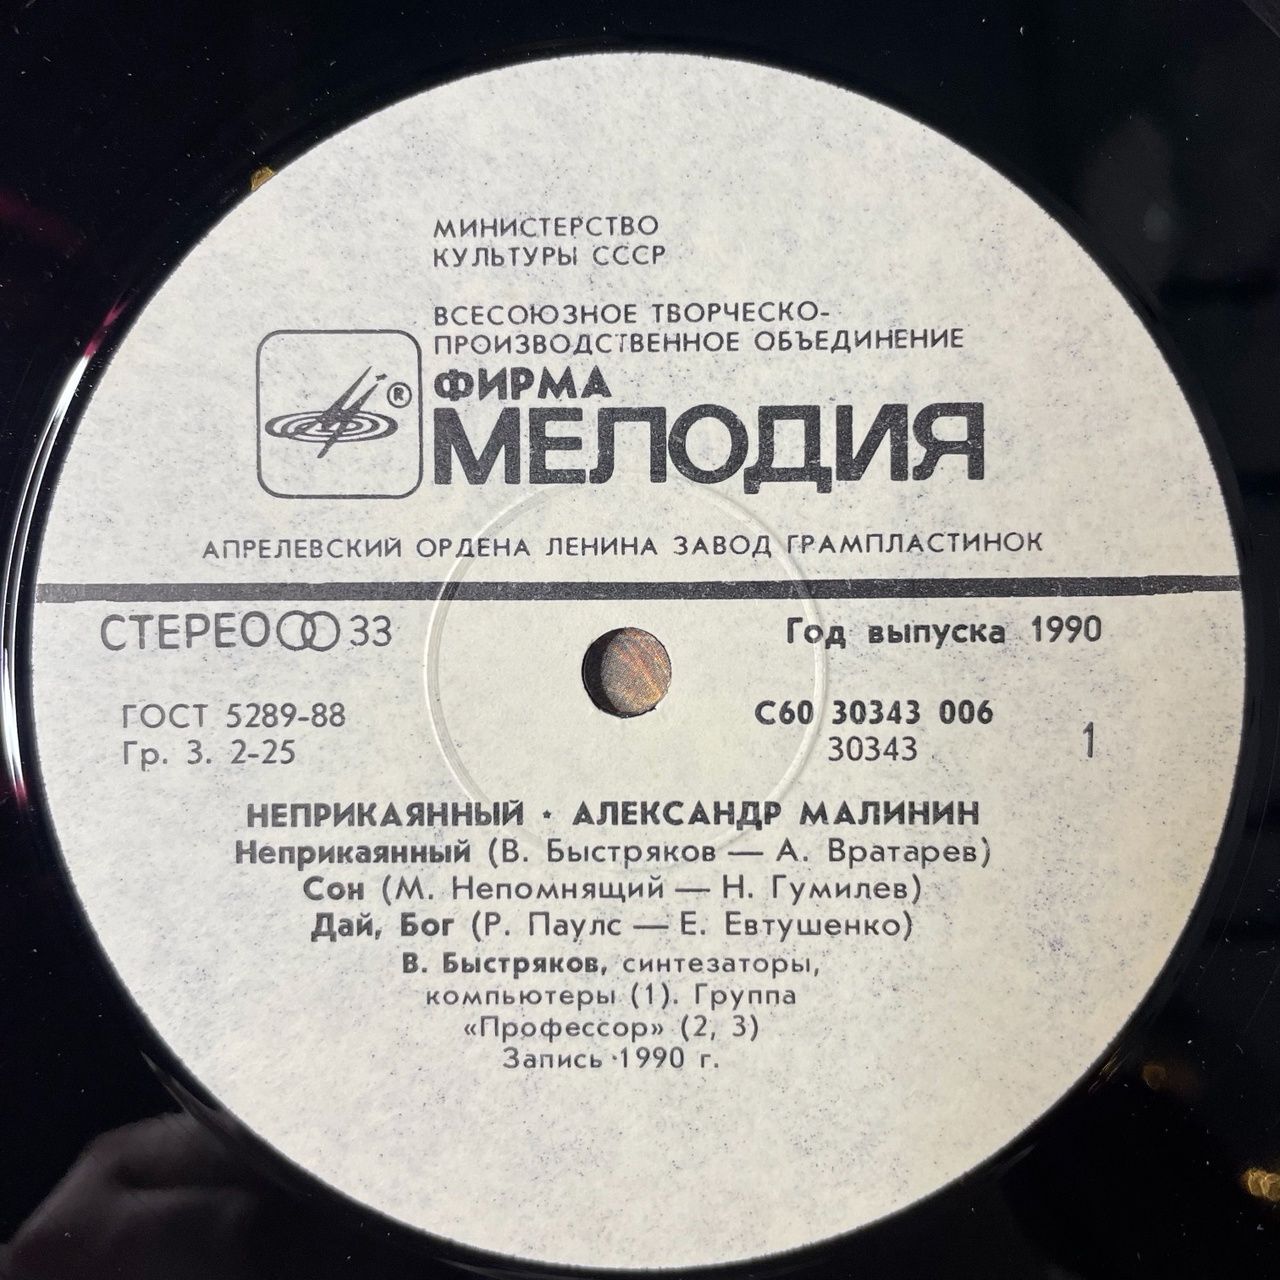 МИНИСТЕРСТВО
КУЛЬТУРЫ СССР
ВСЕСОЮЗНОЕ ТВОРЧЕСКО-
ПРОИЗВОДСТВЕННОЕ ОБЪЕДИНЕНИЕ
ФИРМА
®
МЕЛОДИЯ
АПРЕЛЕВСКИЙ ОРДЕНА ЛЕНИНА ЗАВОД ГРАМПЛАСТИНОК
СТЕРЕО 33 Год выпуска 1990
ГОСТ 5289-88 С60 30343 006
Гр. 3. 2-25 30343 1
НЕПРИКАЯННЫЙ · АЛЕКСАНДР МАЛИНИН
Неприкаянный (В. Быстряков — А. Вратарев)
Сон (М. Непомнящий — Н. Гумилев)
Дай, Бог (Р. Паулс — Е. Евтушенко)
В. Быстряков, синтезаторы,
компьютеры (1). Группа
«Профессор» (2, 3)
Запись ·1990 г.